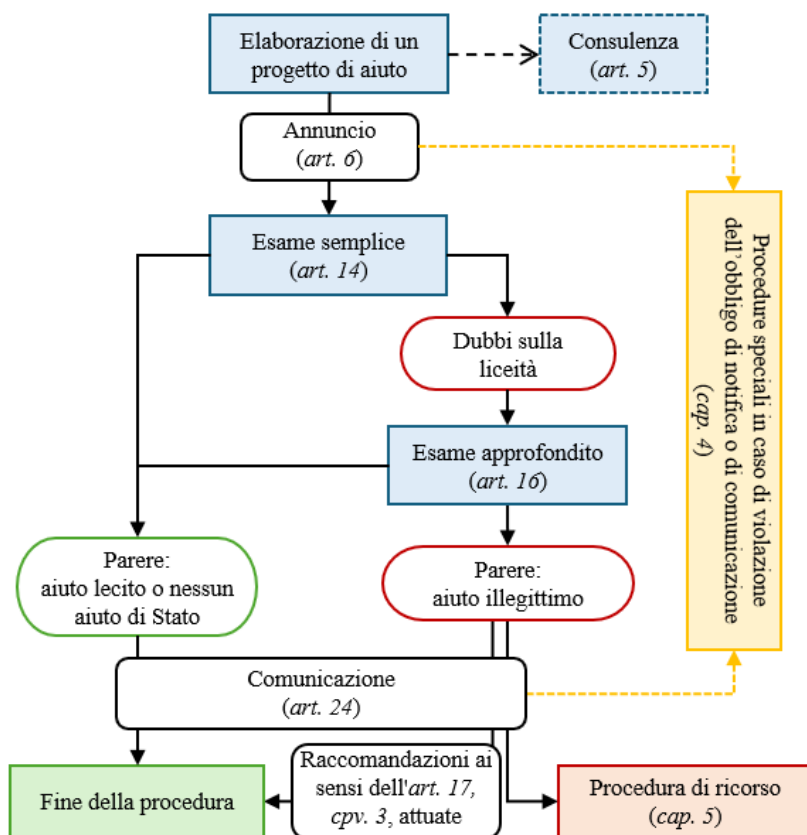 Elaborazione di un
progetto di aiuto
Consulenza
(art. 5)
Annuncio
(art. 6)
Esame semplice
(art. 14)
Dubbi sulla
liceità
Esame approfondito
(art. 16)
Procedure speciali in caso di violazione
dell'obbligo di notifica o di comunicazione
(cap. 4)
Parere:
aiuto lecito o nessun
aiuto di Stato
Parere:
aiuto illegittimo
Comunicazione
(art. 24)
Fine della procedura
Raccomandazioni ai
sensi dell'art. 17,
cpv. 3, attuate
Procedura di ricorso
(cap. 5)